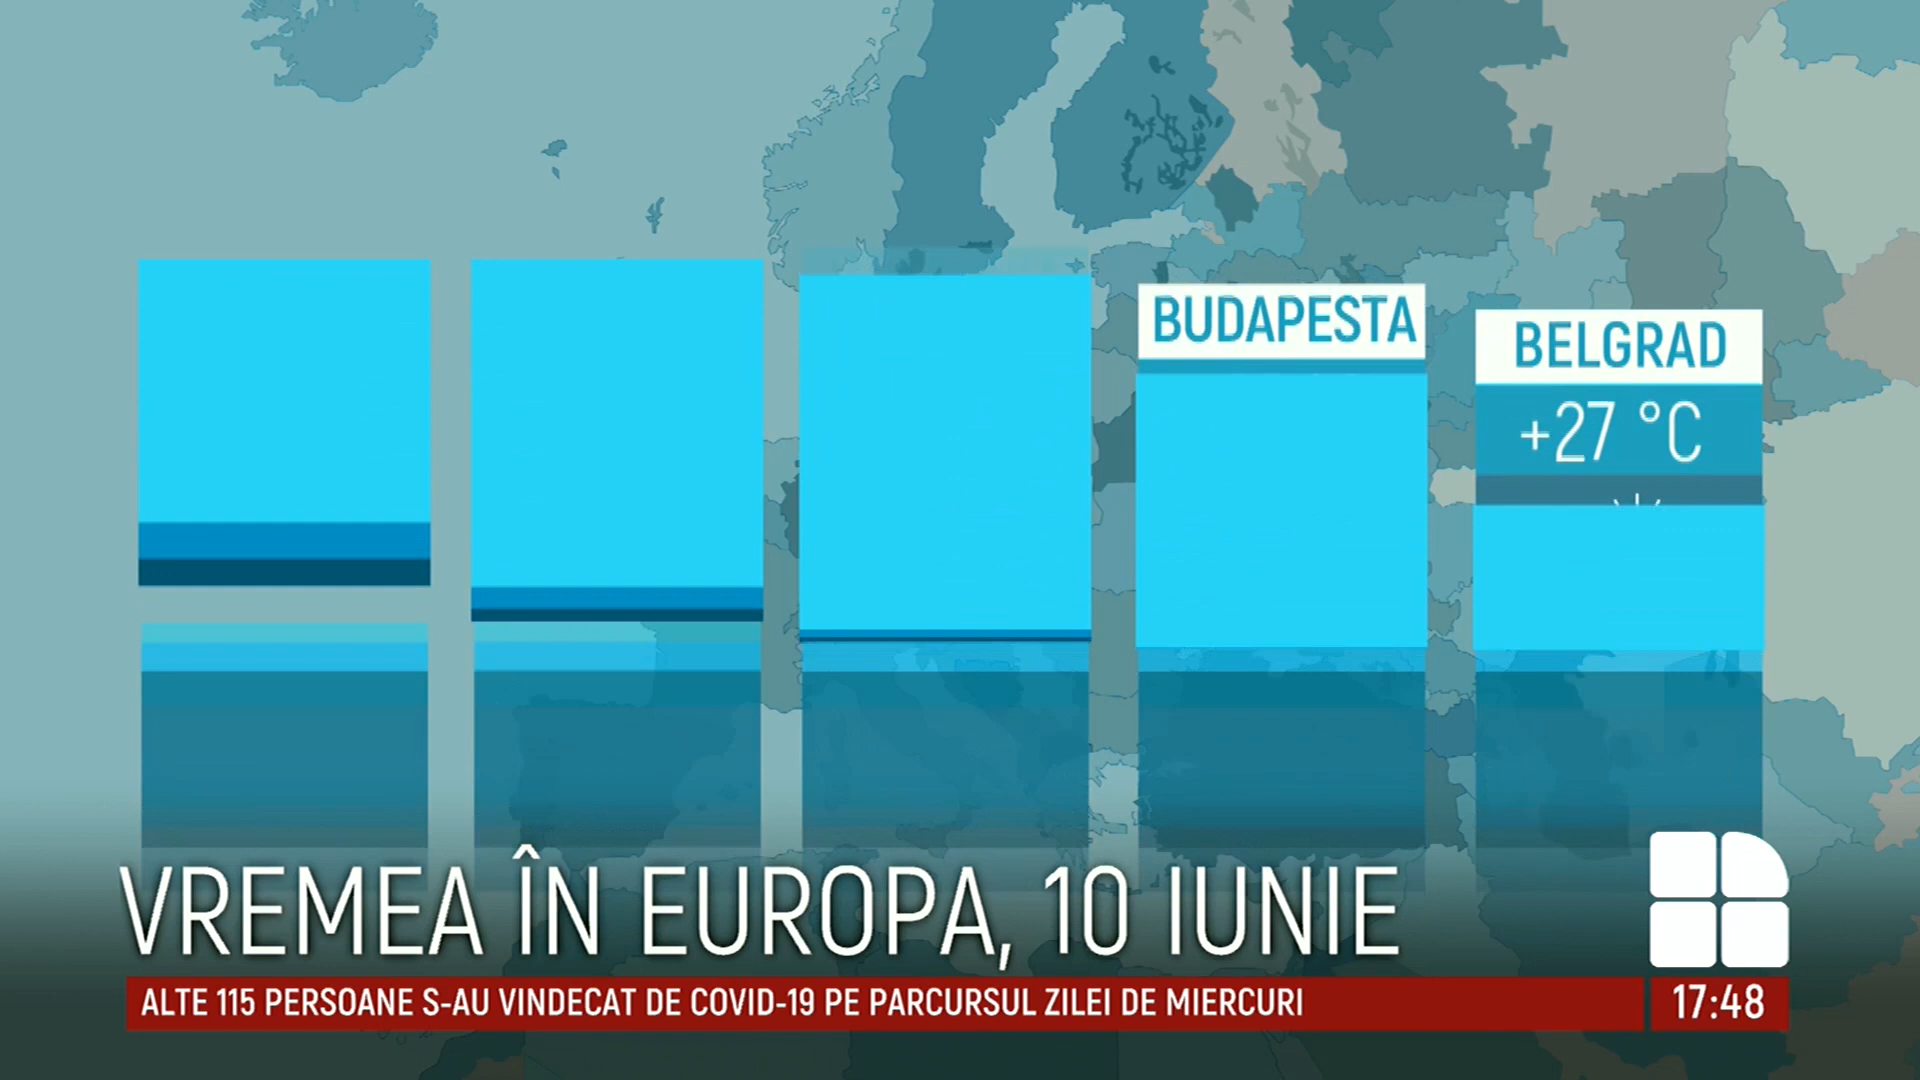 BUDAPESTA
BELGRAD
+27 °C
VREMEA ÎN EUROPA, 10 IUNIE
ALTE 115 PERSOANE S-AU VINDECAT DE COVID-19 PE PARCURSUL ZILEI DE MIERCURI
17:48